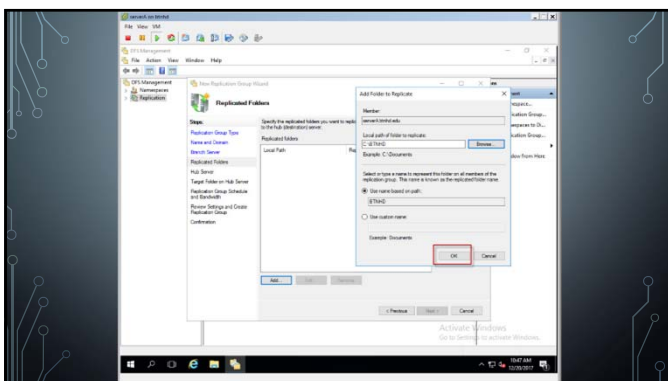 File View VM
DFS Management
File Action View Window Help
DFS Management
Namespaces
Replication
New Replication Group Wizard
Replicated Folders
Steps:
Replication Group Type
Name and Domain
Branch Server
Replicated Folders
Hub Server
Target Folder on Hub Server
Replication Group Schedule
and Bandwidth
Review Settings and Create
Replication Group
Confirmation
Specify the replicated folders you want to
to the hub (destination) server.
Replicated folders:
Local Path
Add...
Edit...
Remove
< Previous
Next >
Cancel
Add Folder to Replicate
Member:
Local path of folder to replicate:
Browse...
Example: C:\Documents
Select or type a name to represent this folder on all members of the
replication group. This name is known as the replicated folder name.
Use name based on path:
Use custom name:
Example: Documents
OK
Cancel
Activate Windows
Go to Settings to activate Windows.
10:47 AM
12/20/2017